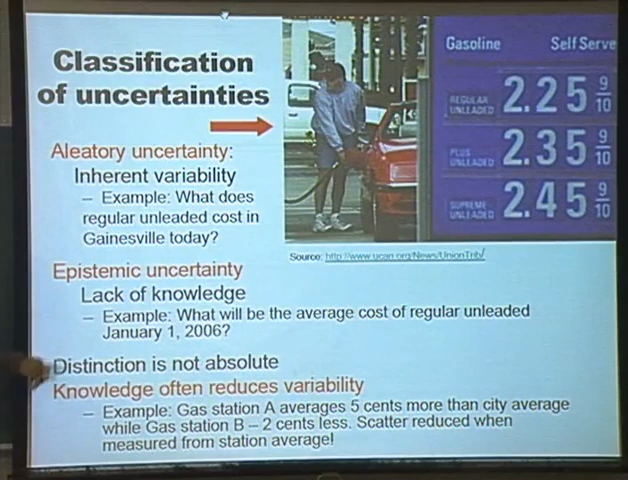 Classification
of uncertainties
Aleatory uncertainty:
Inherent variability
– Example: What does
regular unleaded cost in
Gainesville today?
Gasoline Self Serve
REGULAR
UNLEADED
2.25 9/10
PLUS
UNLEADED
2.35 9/10
SUPREME
UNLEADED
2.45 9/10
Source: http://www.ucan.org/News/UnionTrib/
Epistemic uncertainty
Lack of knowledge
– Example: What will be the average cost of regular unleaded
January 1, 2006?
Distinction is not absolute
Knowledge often reduces variability
– Example: Gas station A averages 5 cents more than city average
while Gas station B – 2 cents less. Scatter reduced when
measured from station average!